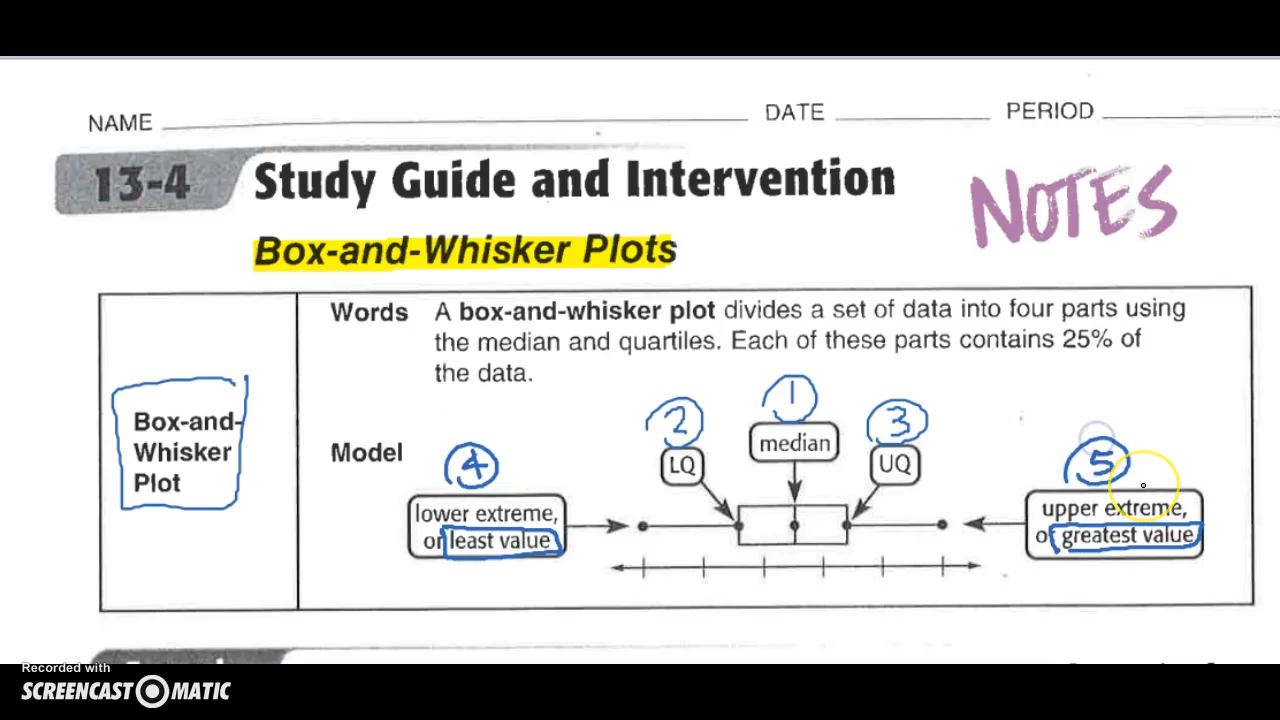 NAME DATE PERIOD
13-4 Study Guide and Intervention
NOTES
Box-and-Whisker Plots
Words A box-and-whisker plot divides a set of data into four parts using
the median and quartiles. Each of these parts contains 25% of
the data.
Box-and-
Whisker
Plot
Model
1
2
3
median
LQ
UQ
4
5
lower extreme,
or least value
upper extreme,
o greatest value
Recorded with
SCREENCAST MATIC